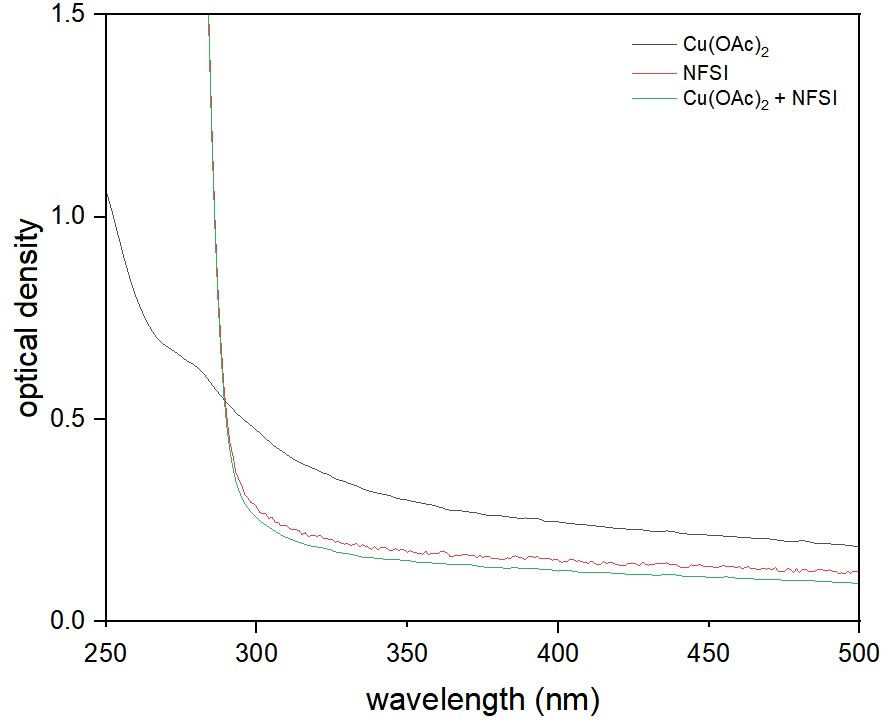 1.5
1.0
0.5
0.0
optical density
Cu(OAc)₂
NFSI
Cu(OAc)₂ + NFSI
250 300 350 400 450 500
wavelength (nm)